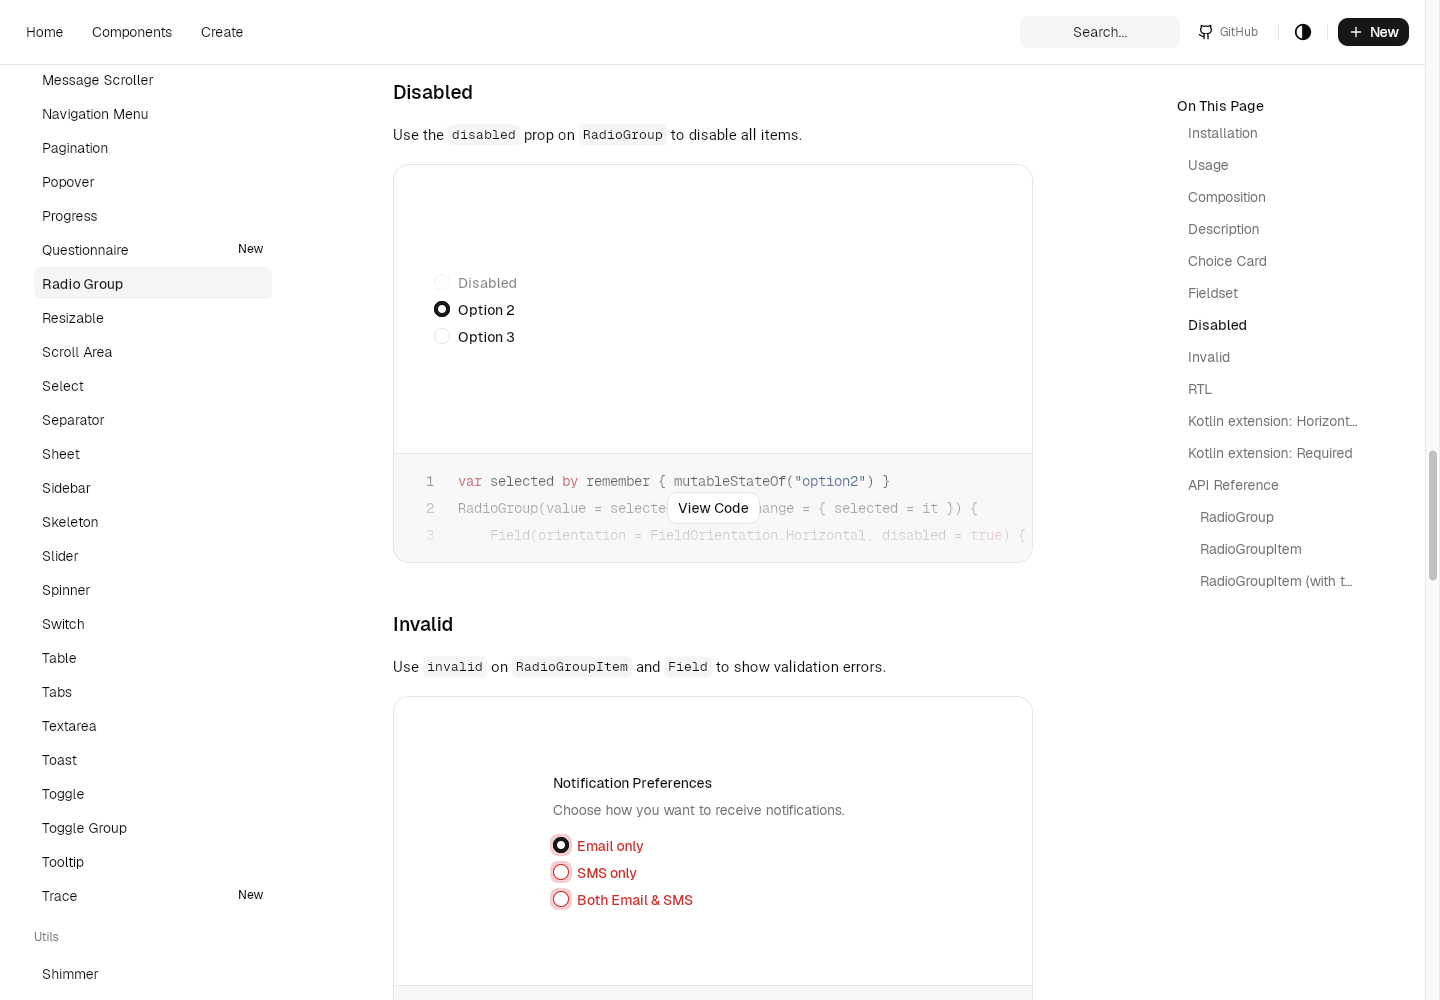 Home
Components
Create
Search...
GitHub
New
Message Scroller
Navigation Menu
Pagination
Popover
Progress
Questionnaire New
Radio Group
Resizable
Scroll Area
Select
Separator
Sheet
Sidebar
Skeleton
Slider
Spinner
Switch
Table
Tabs
Textarea
Toast
Toggle
Toggle Group
Tooltip
Trace New
Utils
Shimmer
Disabled
Use the disabled prop on RadioGroup to disable all items.
Disabled
Option 2
Option 3
1 var selected by remember { mutableStateOf("option2") }
2 RadioGroup(value = selecte
View Code
ange = { selected = it }) {
3 Field(orientation = FieldOrientation.Horizontal, disabled = true) {
Invalid
Use invalid on RadioGroupItem and Field to show validation errors.
Notification Preferences
Choose how you want to receive notifications.
Email only
SMS only
Both Email & SMS
On This Page
Installation
Usage
Composition
Description
Choice Card
Fieldset
Disabled
Invalid
RTL
Kotlin extension: Horizont...
Kotlin extension: Required
API Reference
RadioGroup
RadioGroupItem
RadioGroupItem (with t...